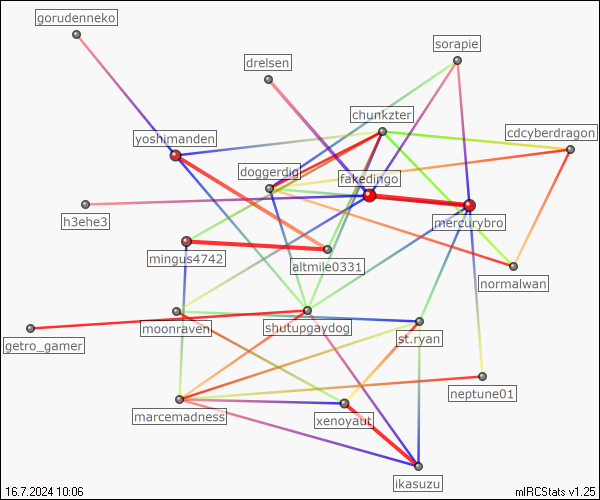 gorudenneko
sorapie
drelsen
chunkzter
cdcyberdragon
yoshimanden
doggerdig
fakedingo
h3ehe3
mercurybro
mingus4742
altmile0331
normalwan
moonraven
shutupgaydog
st.ryan
getro_gamer
neptune01
marcemadness
xenoyaut
ikasuzu
16.7.2024 10:06
mIRCStats v1.25